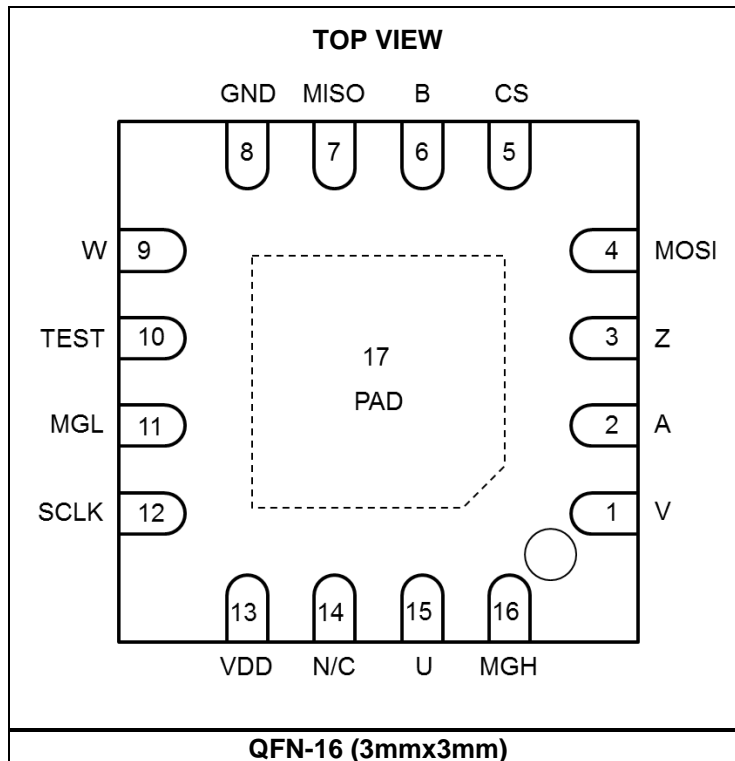 TOP VIEW
GND MISO B CS
8 7 6 5
W 9 4 MOSI
TEST 10 3 Z
17
PAD
MGL 11 2 A
SCLK 12 1 V
13 14 15 16
VDD N/C U MGH
QFN-16 (3mmx3mm)